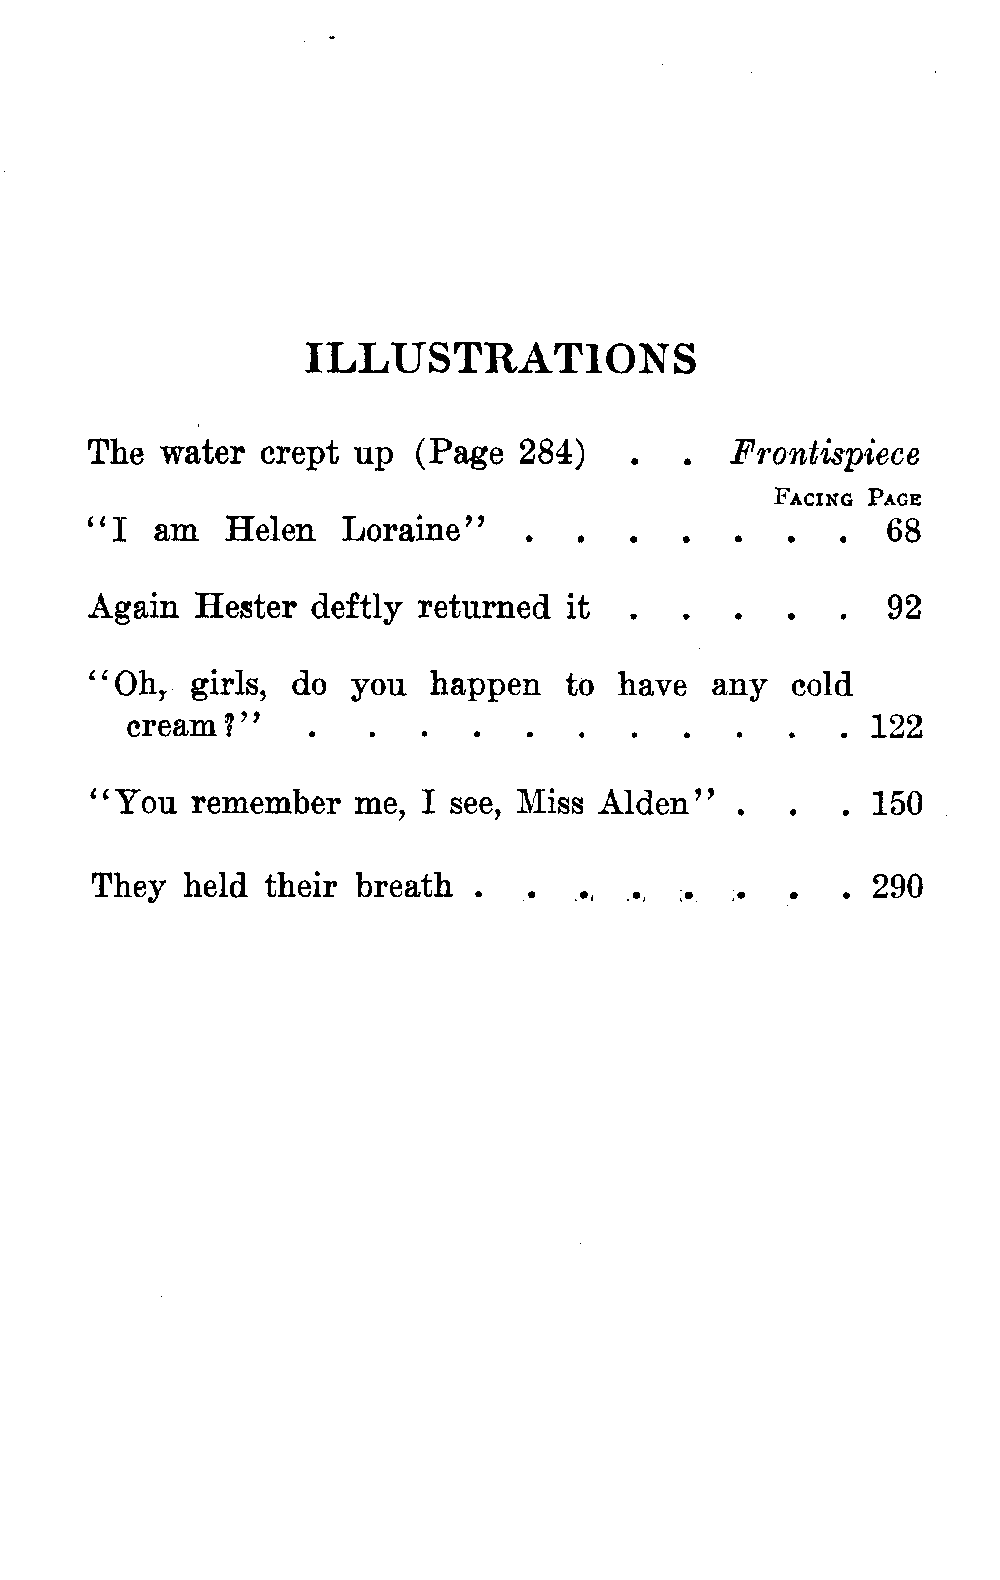 ILLUSTRATIONS
The water crept up (Page 284) . . Frontispiece
FACING PAGE
“I am Helen Loraine” . . . . . . . 68
Again Hester deftly returned it . . . . . 92
“Oh, girls, do you happen to have any cold
cream?” . . . . . . . . . . . 122
“You remember me, I see, Miss Alden” . . . 150
They held their breath . . . . . . . . 290